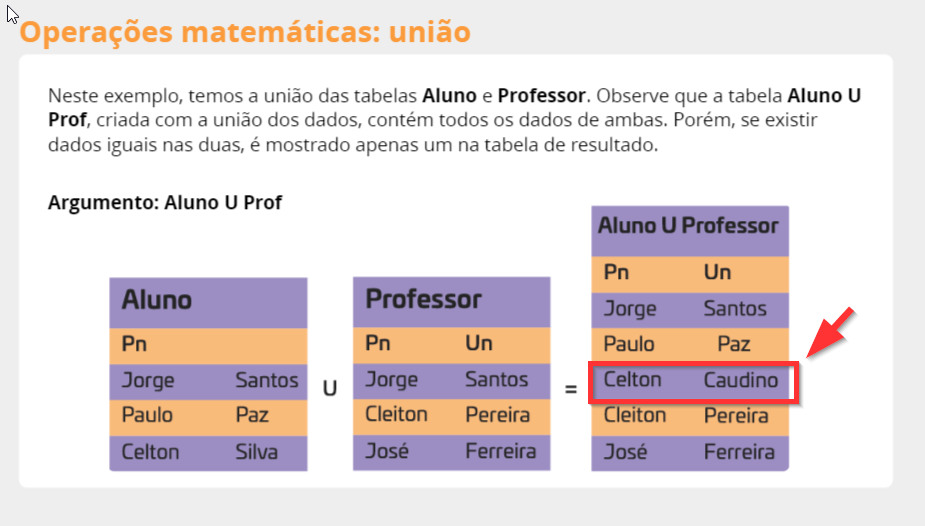 Operações matemáticas: união
Neste exemplo, temos a união das tabelas Aluno e Professor. Observe que a tabela Aluno U
Prof, criada com a união dos dados, contém todos os dados de ambas. Porém, se existir
dados iguais nas duas, é mostrado apenas um na tabela de resultado.
Argumento: Aluno U Prof
Aluno
Pn
Jorge Santos
Paulo Paz
Celton Silva
U
Professor
Pn Un
Jorge Santos
Cleiton Pereira
José Ferreira
=
Aluno U Professor
Pn Un
Jorge Santos
Paulo Paz
Celton Caudino
Cleiton Pereira
José Ferreira